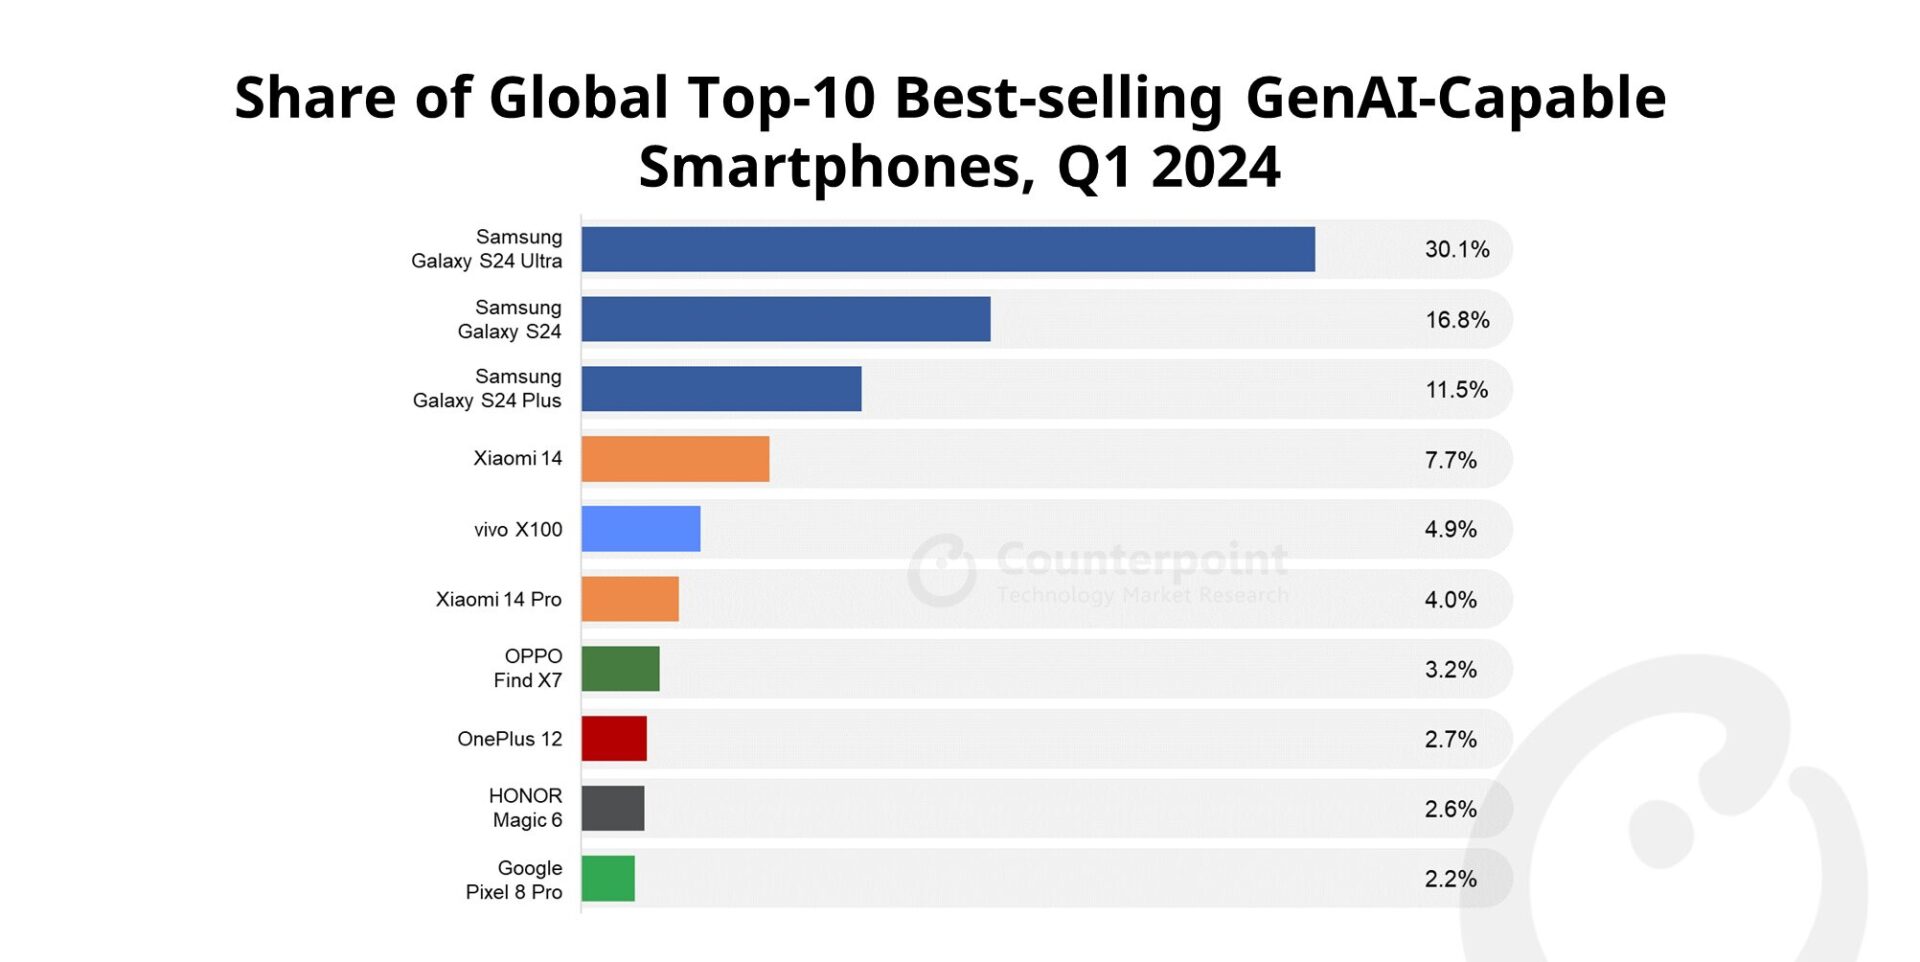 Share of Global Top-10 Best-selling GenAI-Capable
Smartphones, Q1 2024
Samsung
Galaxy S24 Ultra
30.1%
Samsung
Galaxy S24
16.8%
Samsung
Galaxy S24 Plus
11.5%
Xiaomi 14
7.7%
vivo X100
4.9%
Counterpoint
Technology Market Research
Xiaomi 14 Pro
4.0%
OPPO
Find X7
3.2%
OnePlus 12
2.7%
HONOR
Magic 6
2.6%
Google
Pixel 8 Pro
2.2%